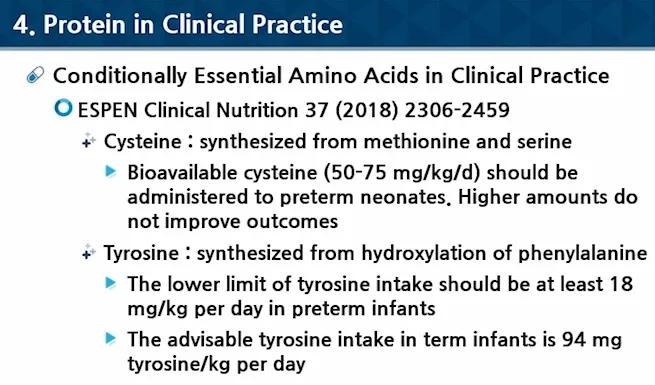 4. Protein in Clinical Practice
Conditionally Essential Amino Acids in Clinical Practice
ESPEN Clinical Nutrition 37 (2018) 2306-2459
Cysteine : synthesized from methionine and serine
Bioavailable cysteine (50-75 mg/kg/d) should be
administered to preterm neonates. Higher amounts do
not improve outcomes
Tyrosine : synthesized from hydroxylation of phenylalanine
The lower limit of tyrosine intake should be at least 18
mg/kg per day in preterm infants
The advisable tyrosine intake in term infants is 94 mg
tyrosine/kg per day